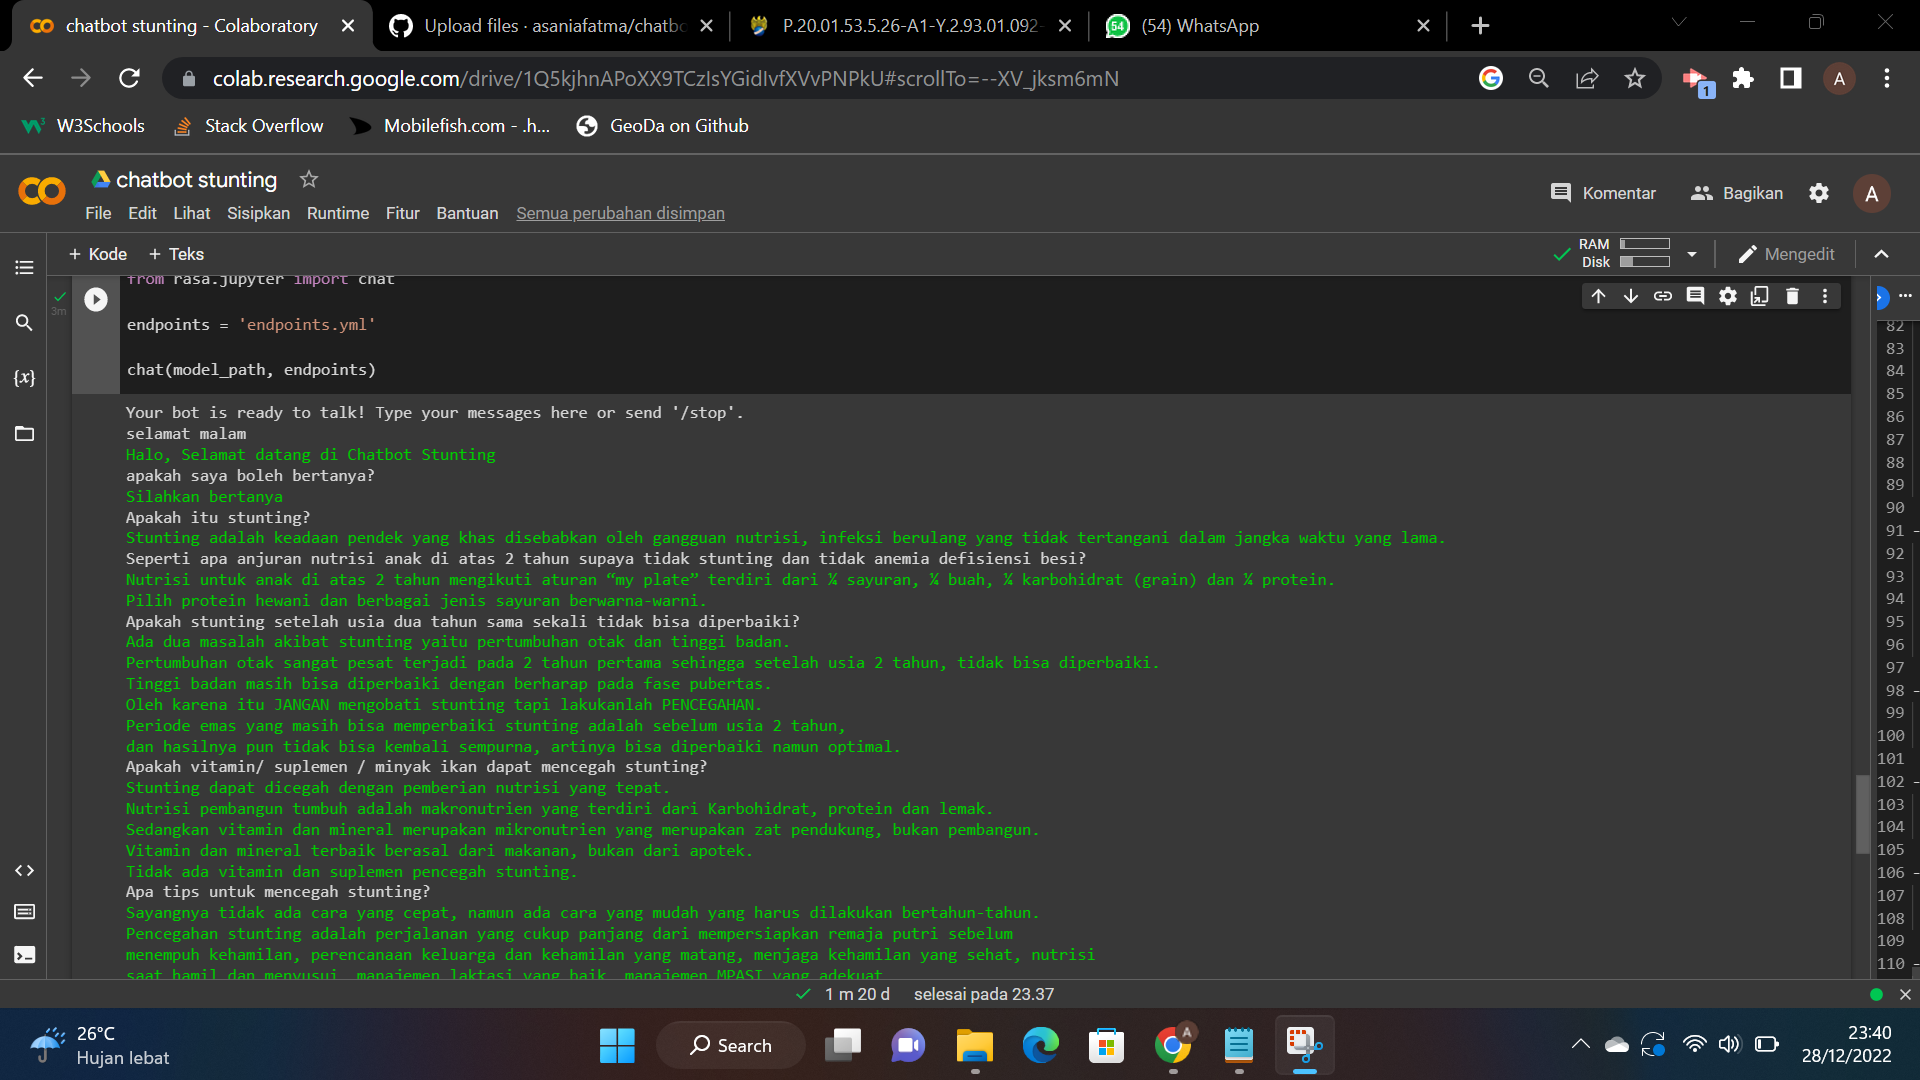 chatbot stunting - Colaboratory
Upload files · asaniafatma/chatbo
P.20.01.53.5.26-A1-Y.2.93.01.092-
(54) WhatsApp
colab.research.google.com/drive/1Q5kjhnAPoXX9TCzIsYGidIvfXVvPNPkU#scrollTo=--XV_jksm6mN
A
1
W3Schools
Stack Overflow
Mobilefish.com - .h...
GeoDa on Github
chatbot stunting
File Edit Lihat Sisipkan Runtime Fitur Bantuan Semua perubahan disimpan
Komentar
Bagikan
A
+ Kode + Teks
RAM
Disk
Mengedit
3m
from rasa.jupyter import chat
endpoints = 'endpoints.yml'
chat(model_path, endpoints)
Your bot is ready to talk! Type your messages here or send '/stop'.
selamat malam
Halo, Selamat datang di Chatbot Stunting
apakah saya boleh bertanya?
Silahkan bertanya
Apakah itu stunting?
Stunting adalah keadaan pendek yang khas disebabkan oleh gangguan nutrisi, infeksi berulang yang tidak tertangani dalam jangka waktu yang lama.
Seperti apa anjuran nutrisi anak di atas 2 tahun supaya tidak stunting dan tidak anemia defisiensi besi?
Nutrisi untuk anak di atas 2 tahun mengikuti aturan “my plate” terdiri dari ¼ sayuran, ¼ buah, ¼ karbohidrat (grain) dan ¼ protein.
Pilih protein hewani dan berbagai jenis sayuran berwarna-warni.
Apakah stunting setelah usia dua tahun sama sekali tidak bisa diperbaiki?
Ada dua masalah akibat stunting yaitu pertumbuhan otak dan tinggi badan.
Pertumbuhan otak sangat pesat terjadi pada 2 tahun pertama sehingga setelah usia 2 tahun, tidak bisa diperbaiki.
Tinggi badan masih bisa diperbaiki dengan berharap pada fase pubertas.
Oleh karena itu JANGAN mengobati stunting tapi lakukanlah PENCEGAHAN.
Periode emas yang masih bisa memperbaiki stunting adalah sebelum usia 2 tahun,
dan hasilnya pun tidak bisa kembali sempurna, artinya bisa diperbaiki namun optimal.
Apakah vitamin/ suplemen / minyak ikan dapat mencegah stunting?
Stunting dapat dicegah dengan pemberian nutrisi yang tepat.
Nutrisi pembangun tumbuh adalah makronutrien yang terdiri dari Karbohidrat, protein dan lemak.
Sedangkan vitamin dan mineral merupakan mikronutrien yang merupakan zat pendukung, bukan pembangun.
Vitamin dan mineral terbaik berasal dari makanan, bukan dari apotek.
Tidak ada vitamin dan suplemen pencegah stunting.
Apa tips untuk mencegah stunting?
Sayangnya tidak ada cara yang cepat, namun ada cara yang mudah yang harus dilakukan bertahun-tahun.
Pencegahan stunting adalah perjalanan yang cukup panjang dari mempersiapkan remaja putri sebelum
menempuh kehamilan, perencanaan keluarga dan kehamilan yang matang, menjaga kehamilan yang sehat, nutrisi
saat hamil dan menyusui, manajemen laktasi yang baik, manajemen MPASI yang adekuat
82
83
84
85
86
87
88
89
90
91
92
93
94
95
96
97
98
99
100
101
102
103
104
105
106
107
108
109
110
1 m 20 d selesai pada 23.37
26°C
Hujan lebat
Search
23:40
28/12/2022